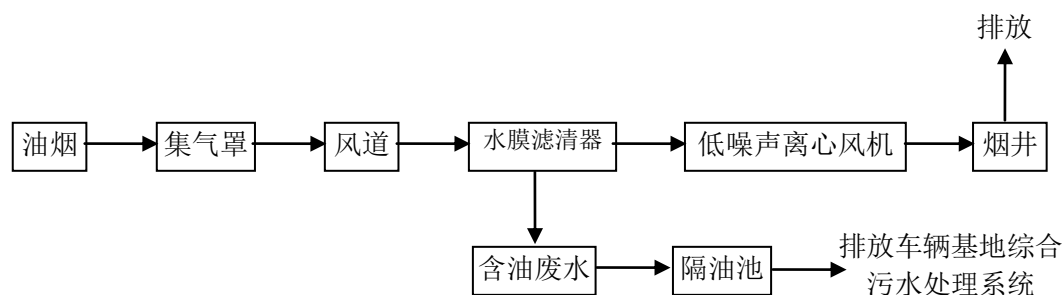 排放
油烟
集气罩
风道
水膜滤清器
低噪声离心风机
烟井
含油废水
隔油池
排放车辆基地综合
污水处理系统